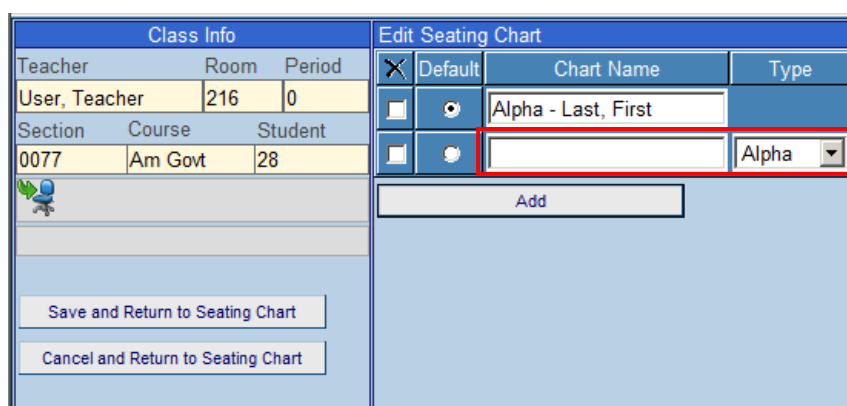 Class Info
Teacher Room Period
User, Teacher 216 0
Section Course Student
0077 Am Govt 28
Save and Return to Seating Chart
Cancel and Return to Seating Chart
Edit Seating Chart
X Default Chart Name Type
Alpha - Last, First
Alpha
Add